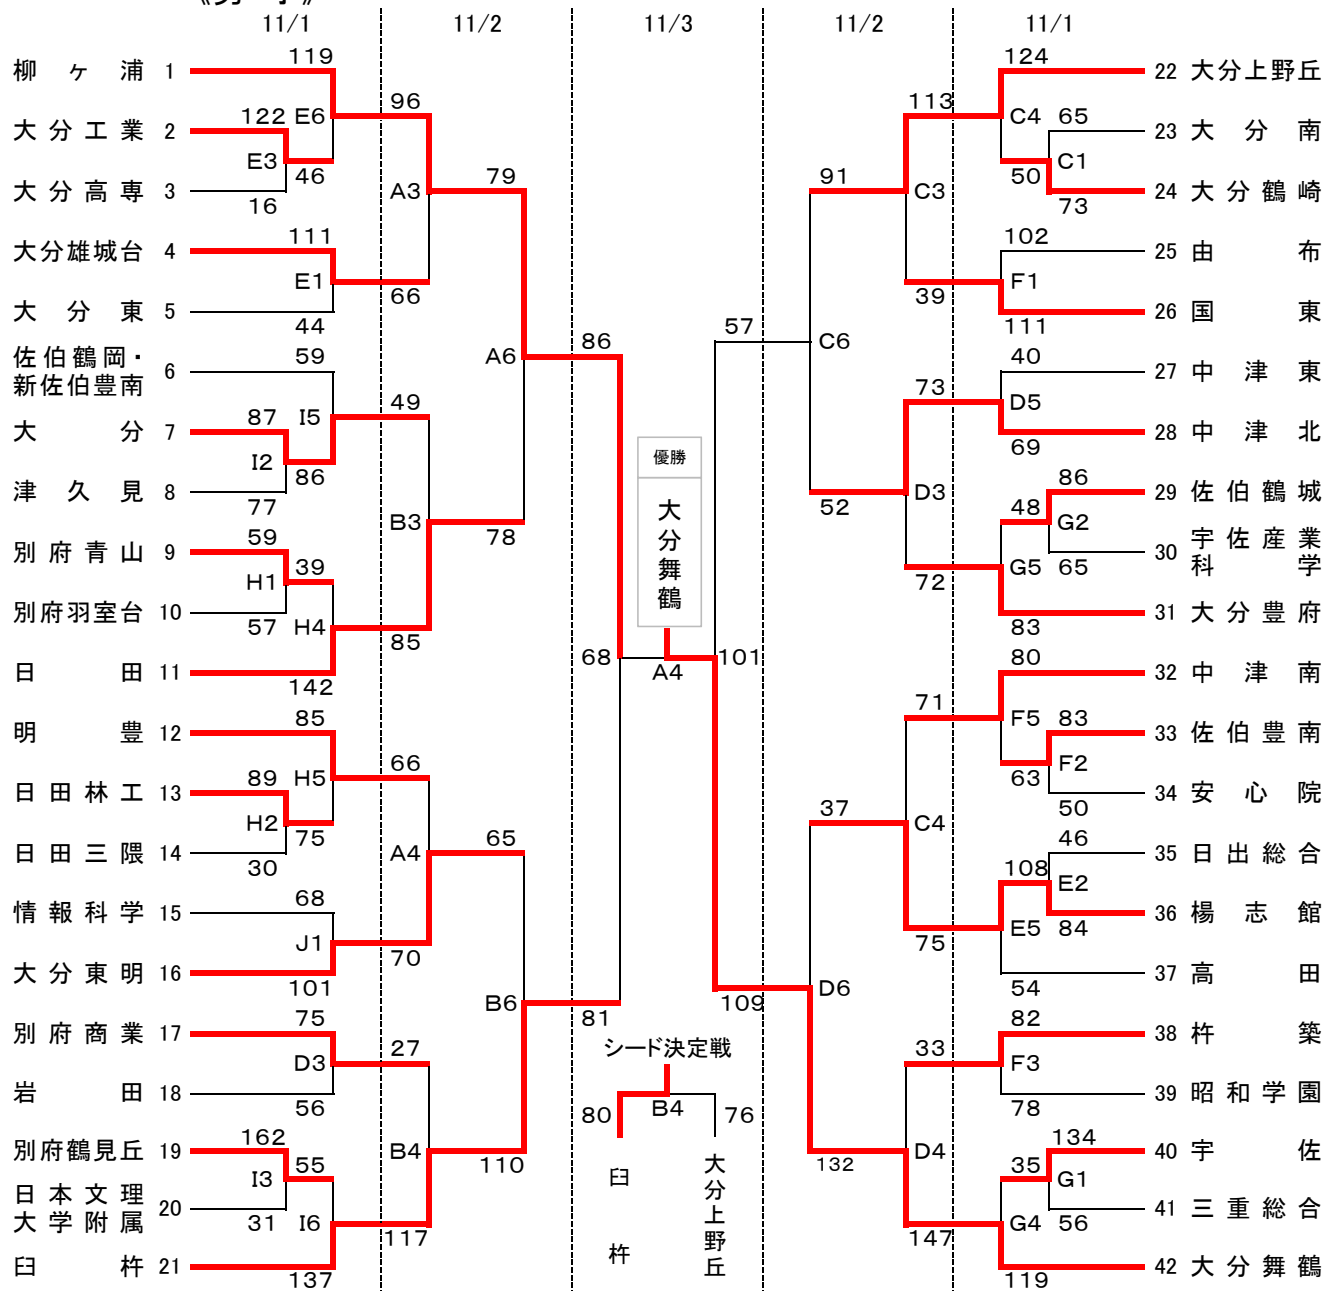 11/1 11/2 11/3 11/2 11/1
柳ヶ浦 1 119
大分工業 2 122 E6 96
E3
大分高専 3 16 46 A3 79
大分雄城台 4 111
E1 66
大分東 5 44
佐伯鶴岡・新佐伯豊南 6 59 A6 86
大分 7 87 I5 49
I2 86
津久見 8 77
B3 78
別府青山 9 59 39
H1
別府羽室台 10 57 H4 85
日田 11 142
68 A4 101
明豊 12 85
日田林工 13 89 H5 66
H2 75
日田三隈 14 30 A4 65
情報科学 15 68
J1 70
大分東明 16 101
B6 81
別府商業 17 75 27
D3
岩田 18 56
別府鶴見丘 19 162 55 B4 110
I3
日本文理大学附属 20 31 I6 117
臼杵 21 137
優勝
大分舞鶴
シード決定戦
80 B4 76
臼杵
大分上野丘
124 22 大分上野丘
113 C4 65 23 大分南
C1
91 C3 50 73 24 大分鶴崎
102 25 由布
39 F1
111 26 国東
57 C6 40 27 中津東
73 D5
69 28 中津北
52 D3 48 86 29 佐伯鶴城
G2
72 G5 65 30 宇佐産業科学
83 31 大分豊府
80 32 中津南
71 F5 83 33 佐伯豊南
63 F2
50 34 安心院
37 C4 46 35 日出総合
108 E2
75 E5 84 36 楊志館
54 37 高田
109 D6
82 38 杵築
33 F3
78 39 昭和学園
132 D4 35 134 40 宇佐
G1
147 G4 56 41 三重総合
119 42 大分舞鶴